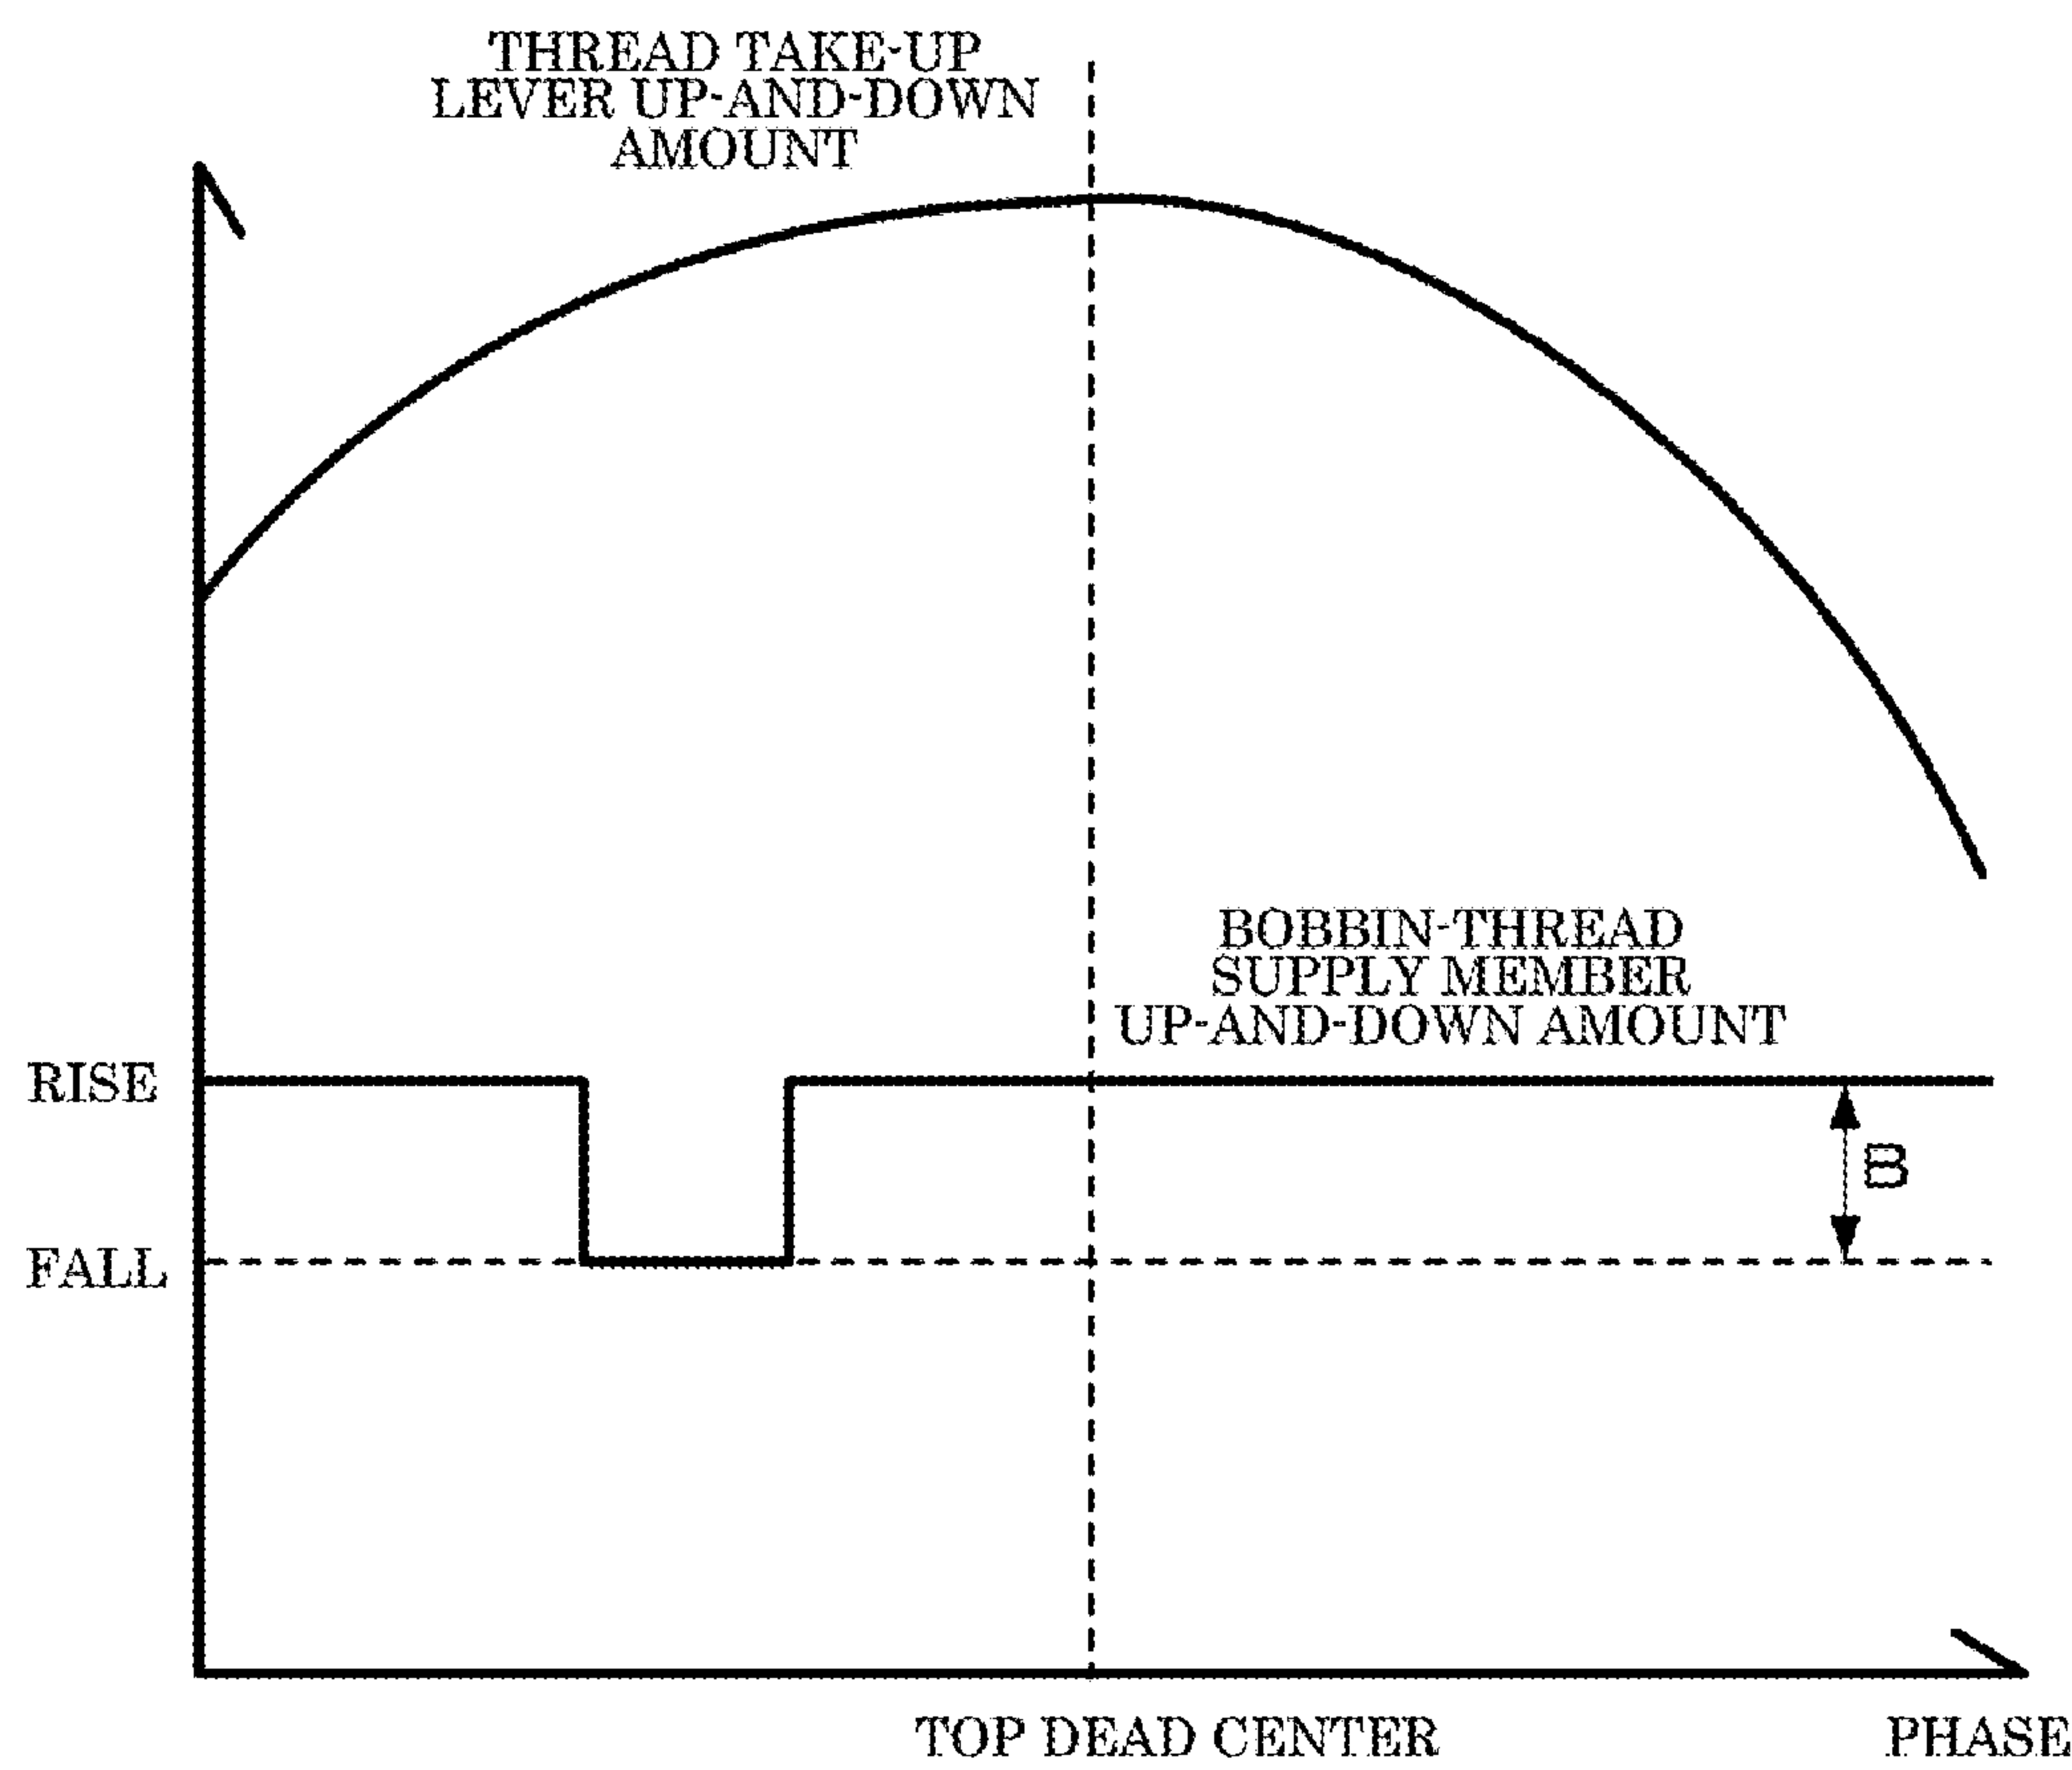 THREAD TAKE-UP
LEVER UP-AND-DOWN
AMOUNT
BOBBIN-THREAD
SUPPLY MEMBER
UP-AND-DOWN AMOUNT
RISE
B
FALL
TOP DEAD CENTER
PHASE